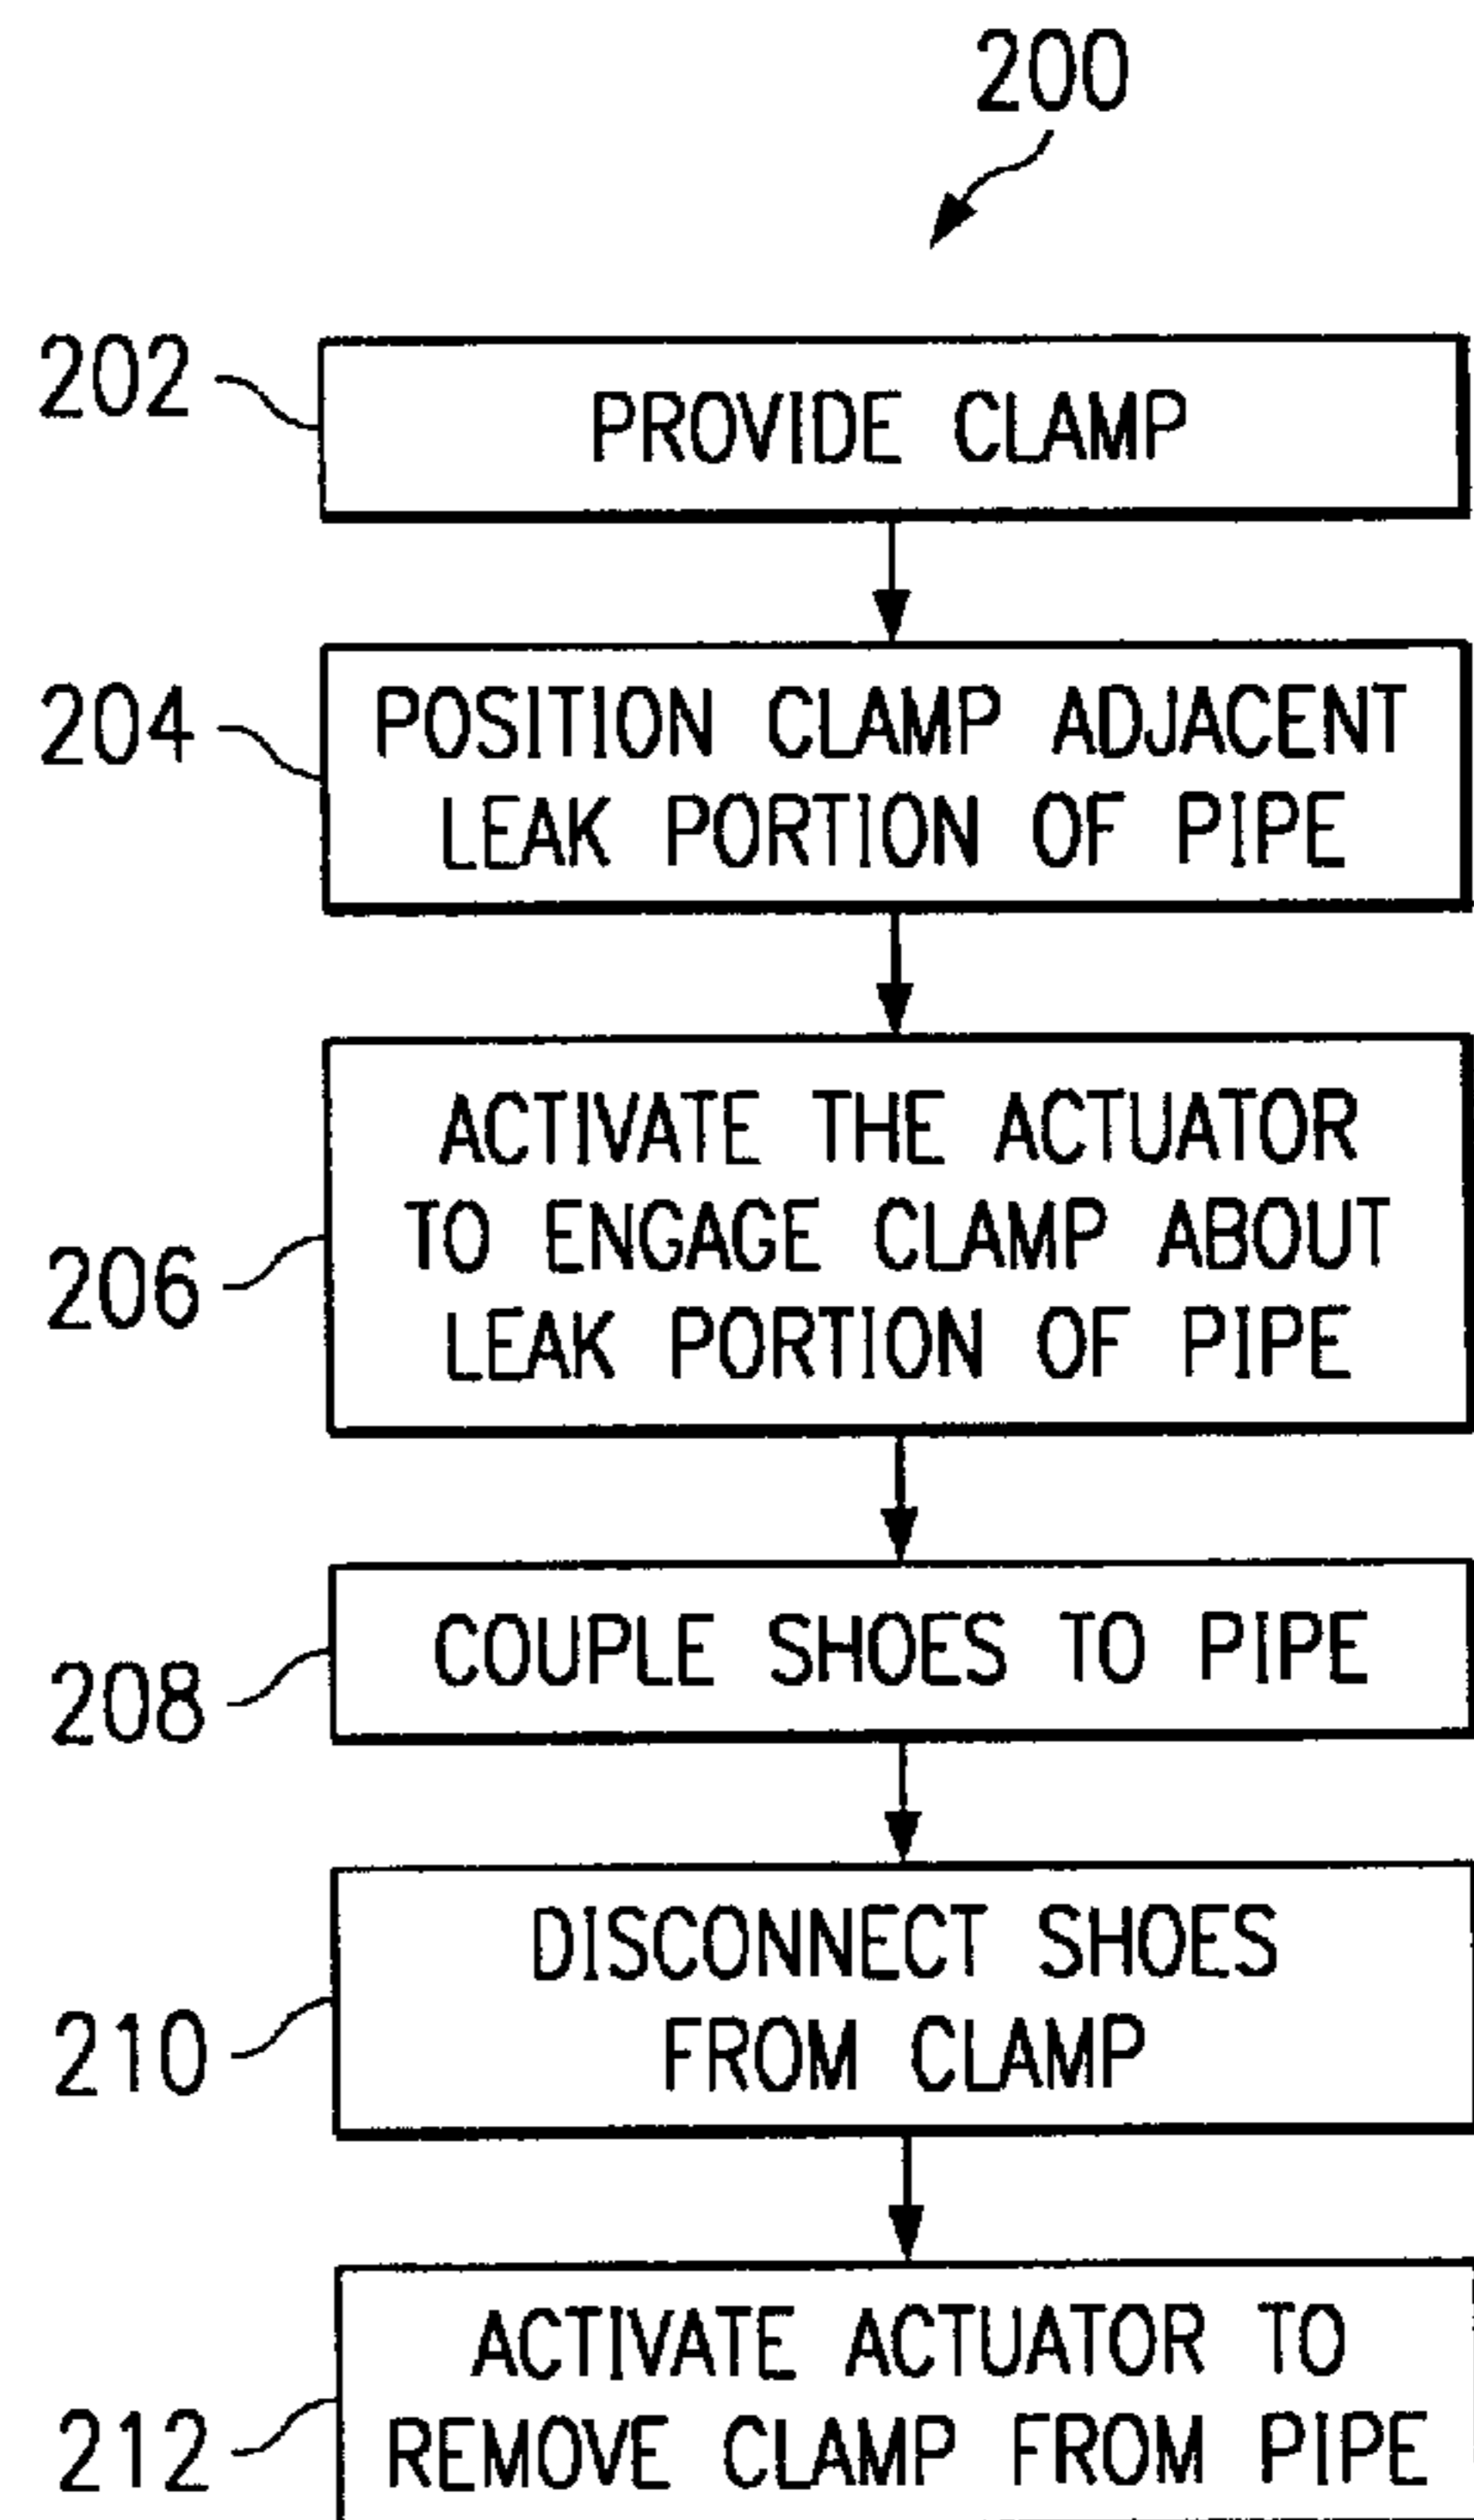 200
202
PROVIDE CLAMP
204
POSITION CLAMP ADJACENT
LEAK PORTION OF PIPE
206
ACTIVATE THE ACTUATOR
TO ENGAGE CLAMP ABOUT
LEAK PORTION OF PIPE
208
COUPLE SHOES TO PIPE
210
DISCONNECT SHOES
FROM CLAMP
212
ACTIVATE ACTUATOR TO
REMOVE CLAMP FROM PIPE